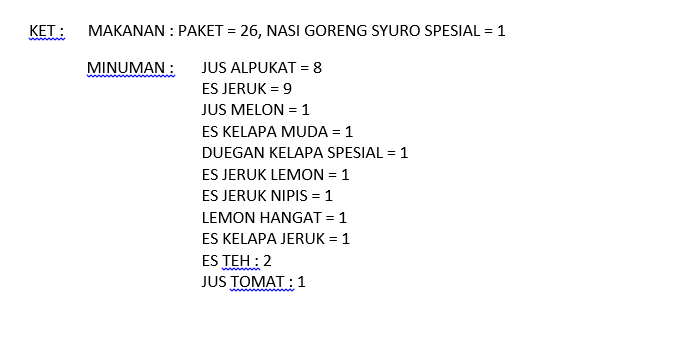 KET : MAKANAN : PAKET = 26, NASI GORENG SYURO SPESIAL = 1
MINUMAN : JUS ALPUKAT = 8
ES JERUK = 9
JUS MELON = 1
ES KELAPA MUDA = 1
DUEGAN KELAPA SPESIAL = 1
ES JERUK LEMON = 1
ES JERUK NIPIS = 1
LEMON HANGAT = 1
ES KELAPA JERUK = 1
ES TEH : 2
JUS TOMAT : 1